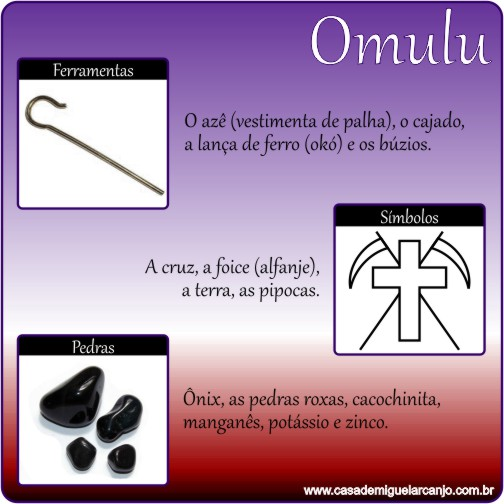 Omulu
Ferramentas
O azê (vestimenta de palha), o cajado,
a lança de ferro (okó) e os búzios.
Símbolos
A cruz, a foice (alfanje),
a terra, as pipocas.
Pedras
Ônix, as pedras roxas, cacochinita,
manganês, potássio e zinco.
www.casademiguelarcanjo.com.br